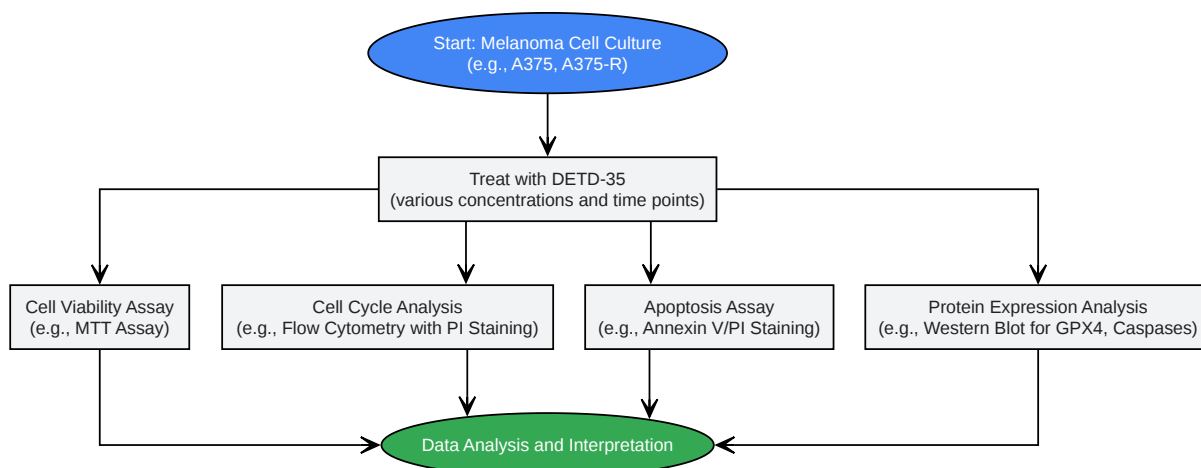 Start: Melanoma Cell Culture
(e.g., A375, A375-R)
Treat with DETD-35
(various concentrations and time points)
Cell Viability Assay
(e.g., MTT Assay)
Cell Cycle Analysis
(e.g., Flow Cytometry with PI Staining)
Apoptosis Assay
(e.g., Annexin V/PI Staining)
Protein Expression Analysis
(e.g., Western Blot for GPX4, Caspases)
Data Analysis and Interpretation